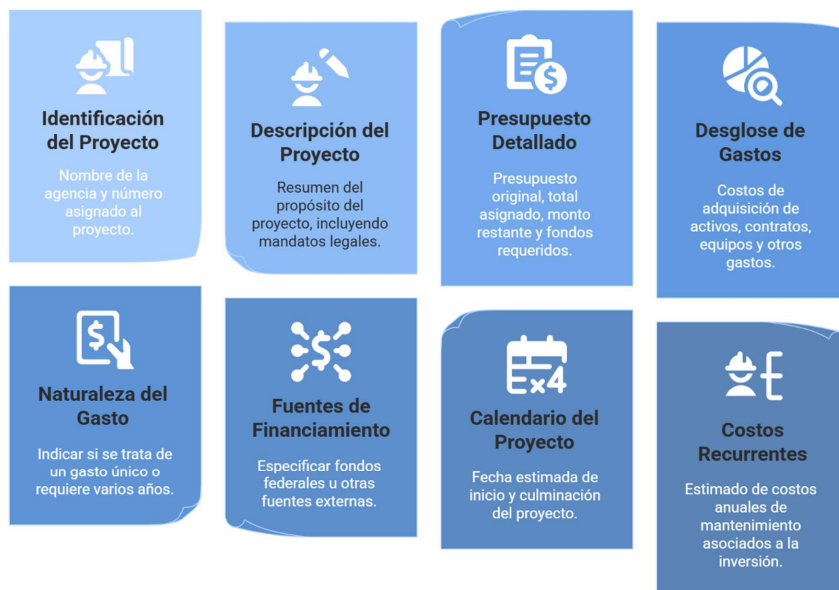 Identificación
del Proyecto
Nombre de la
agencia y número
asignado al
proyecto.
Descripción del
Proyecto
Resumen del
propósito del
proyecto, incluyendo
mandatos legales.
Presupuesto
Detallado
Presupuesto
original, total
asignado, monto
restante y fondos
requeridos.
Desglose de
Gastos
Costos de
adquisición de
activos, contratos,
equipos y otros
gastos.
Naturaleza del
Gasto
Indicar si se trata de
un gasto único o
requiere varios años.
Fuentes de
Financiamiento
Especificar fondos
federales u otras
fuentes externas.
x4
Calendario del
Proyecto
Fecha estimada de
inicio y culminación
del proyecto.
Costos
Recurrentes
Estimado de costos
anuales de
mantenimiento
asociados a la
inversión.